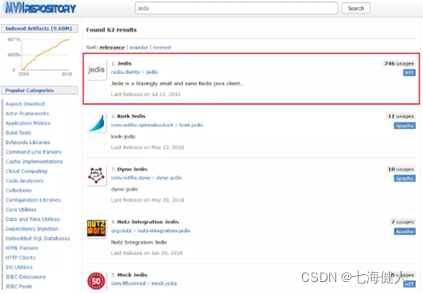 MVNREPOSITORY
Jedis
Search
Indexed Artifacts (9.60M)
Found 62 results
Sort: relevance | popular | newest
2004
2018
Popular Categories
Aspect Oriented
Actor Frameworks
Application Metrics
Build Tools
Bytecode Libraries
Command Line Parsers
Cache Implementations
Cloud Computing
Code Analyzers
Collections
Configuration Libraries
Core Utilities
Date and Time Utilities
Dependency Injection
Embedded SQL Databases
HTML Parsers
HTTP Clients
I/O Utilities
JDBC Extensions
jedis
1. Jedis
746 usages
redis.clients » jedis
MIT
Jedis is a blazingly small and sane Redis java client.
Last Release on Jul 22, 2016
2. Kork Jedis
11 usages
com.netflix.spinnaker.kork » kork-jedis
Apache
kork-jedis
Last Release on May 22, 2018
3. Dyno Jedis
10 usages
com.netflix.dyno » dyno-jedis
Apache
dyno-jedis
Last Release on May 23, 2018
4. Nutz Integration Jedis
7 usages
org.nutz » nutz-integration-jedis
Apache
Nutz Integration Jedis
Last Release on Jan 29, 2018
5. Mock Jedis
usages
com.fiftyonred » mock-jedis
CSDN @七海健人